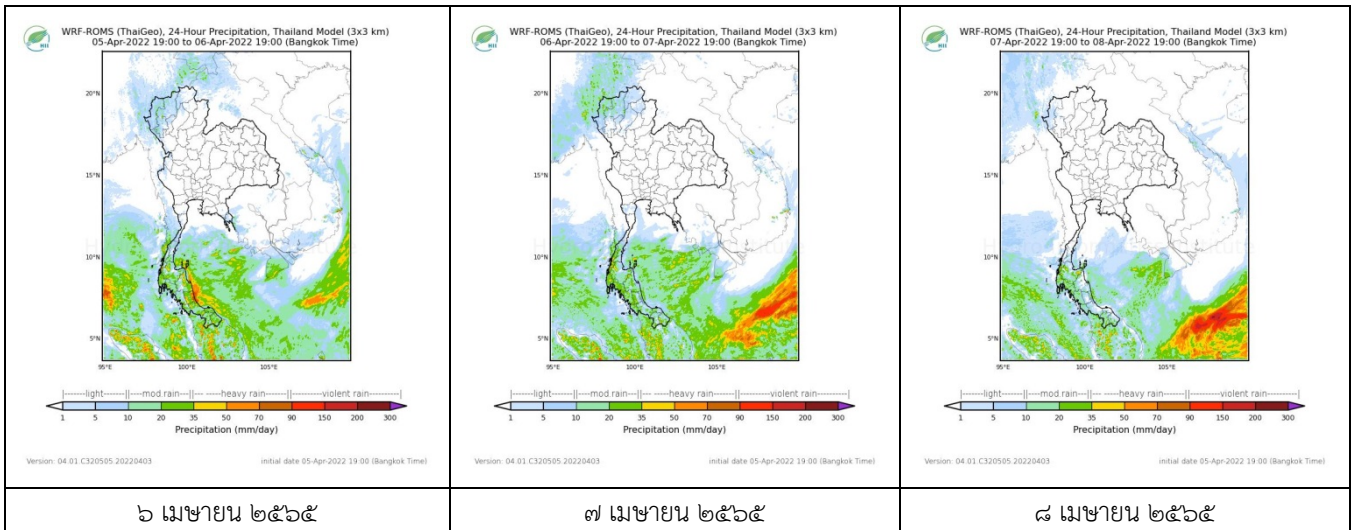 WRF-ROMS (ThaiGeo), 24-Hour Precipitation, Thailand Model (3x3 km)
05-Apr-2022 19:00 to 06-Apr-2022 19:00 (Bangkok Time)
HII
20°N
15°N
10°N
5°N
95°E 100°E 105°E
|-------light-------||---mod.rain---||--- ---heavy rain----||-------violent rain-------|
1 5 10 20 35 50 70 90 150 200 300
Precipitation (mm/day)
Version: 04.01.C320505.20220403 initial date 05-Apr-2022 19:00 (Bangkok Time)
๖ เมษายน ๒๕๖๕
WRF-ROMS (ThaiGeo), 24-Hour Precipitation, Thailand Model (3x3 km)
06-Apr-2022 19:00 to 07-Apr-2022 19:00 (Bangkok Time)
HII
20°N
15°N
10°N
5°N
95°E 100°E 105°E
|-------light-------||---mod.rain---||--- ---heavy rain----||-------violent rain-------|
1 5 10 20 35 50 70 90 150 200 300
Precipitation (mm/day)
Version: 04.01.C320505.20220403 initial date 05-Apr-2022 19:00 (Bangkok Time)
๗ เมษายน ๒๕๖๕
WRF-ROMS (ThaiGeo), 24-Hour Precipitation, Thailand Model (3x3 km)
07-Apr-2022 19:00 to 08-Apr-2022 19:00 (Bangkok Time)
HII
20°N
15°N
10°N
5°N
95°E 100°E 105°E
|-------light-------||---mod.rain---||--- ---heavy rain----||-------violent rain-------|
1 5 10 20 35 50 70 90 150 200 300
Precipitation (mm/day)
Version: 04.01.C320505.20220403 initial date 05-Apr-2022 19:00 (Bangkok Time)
๘ เมษายน ๒๕๖๕